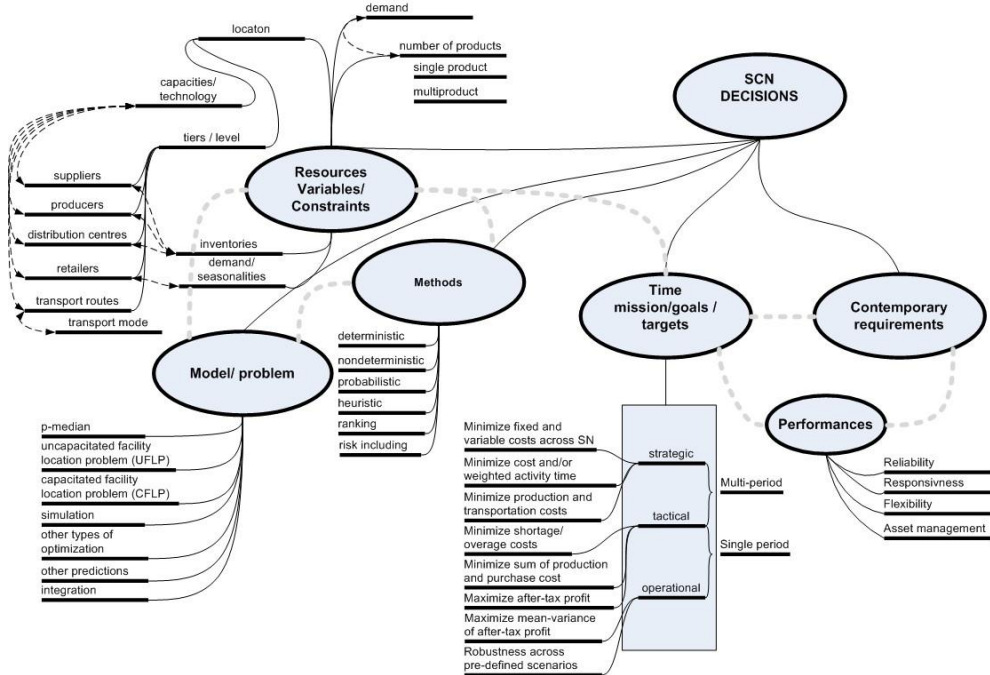 demand
locaton
number of products
single product
multiproduct
capacities/
technology
tiers / level
suppliers
producers
distribution centres
retailers
transport routes
transport mode
inventories
demand/
seasonalities
Resources
Variables/
Constraints
SCN
DECISIONS
Methods
Time
mission/goals /
targets
Contemporary
requirements
Model/ problem
Performances
deterministic
nondeterministic
probabilistic
heuristic
ranking
risk including
p-median
uncapacitated facility
location problem (UFLP)
capacitated facility
location problem (CFLP)
simulation
other types of
optimization
other predictions
integration
Minimize fixed and
variable costs across SN
Minimize cost and/or
weighted activity time
Minimize production and
transportation costs
Minimize shortage/
overage costs
Minimize sum of production
and purchase cost
Maximize after-tax profit
Maximize mean-variance
of after-tax profit
Robustness across
pre-defined scenarios
strategic
tactical
operational
Multi-period
Single period
Reliability
Responsivness
Flexibility
Asset management